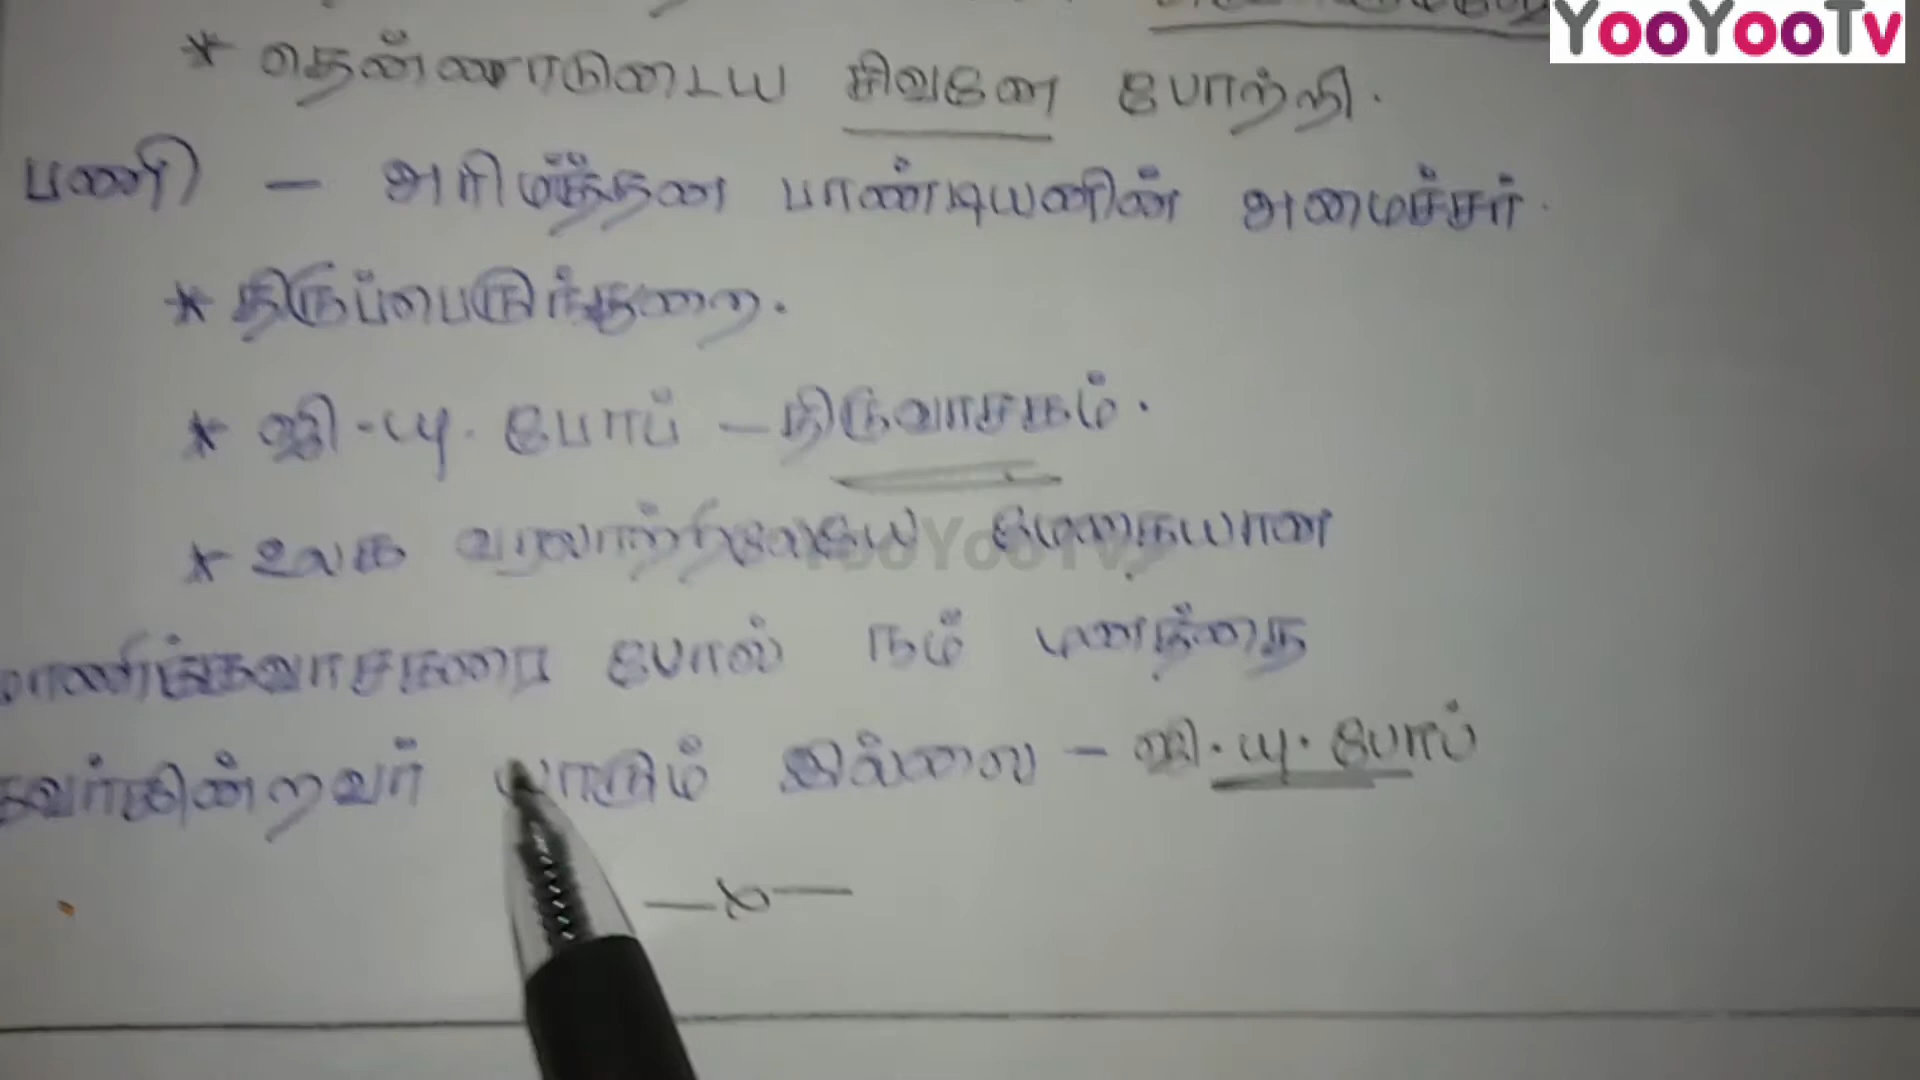 YooYooTv
* தென்னாடுடைய சிவனே போற்றி.
பணி – அரிமர்த்தன பாண்டியனின் அமைச்சர்.
* திருப்பெருந்துறை.
* ஜி.யு. போப் – திருவாசகம்.
* உலக வரலாற்றிலேயே மேதையான
மாணிக்கவாசகரை போல் நம் மனத்தை
கவர்கின்றவர் யாரும் இல்லை – ஜி.யு. போப்